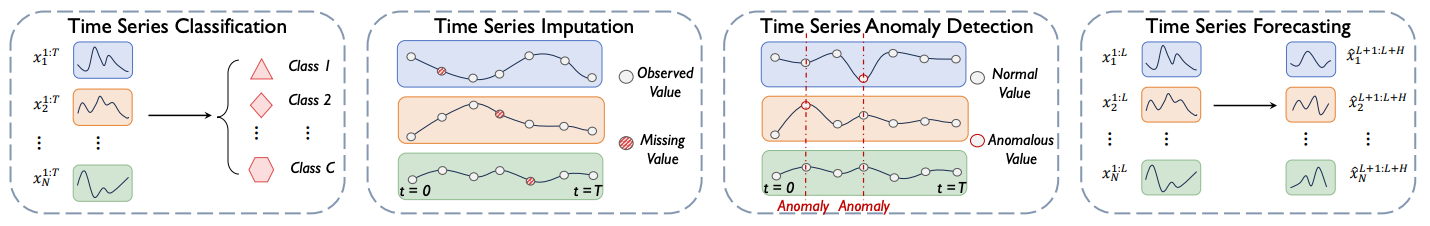 Time Series Classification
x_1^{1:T}
x_2^{1:T}
⋮ ⋮
x_N^{1:T}
Class 1
Class 2
⋮ ⋮
Class C
Time Series Imputation
Observed
Value
Missing
Value
t = 0
t = T
Time Series Anomaly Detection
Normal
Value
Anomalous
Value
t = 0
t = T
Anomaly Anomaly
Time Series Forecasting
x_1^{1:L}
x_2^{1:L}
⋮ ⋮
x_N^{1:L}
x̂_1^{L+1:L+H}
x̂_2^{L+1:L+H}
⋮
x̂_N^{L+1:L+H}